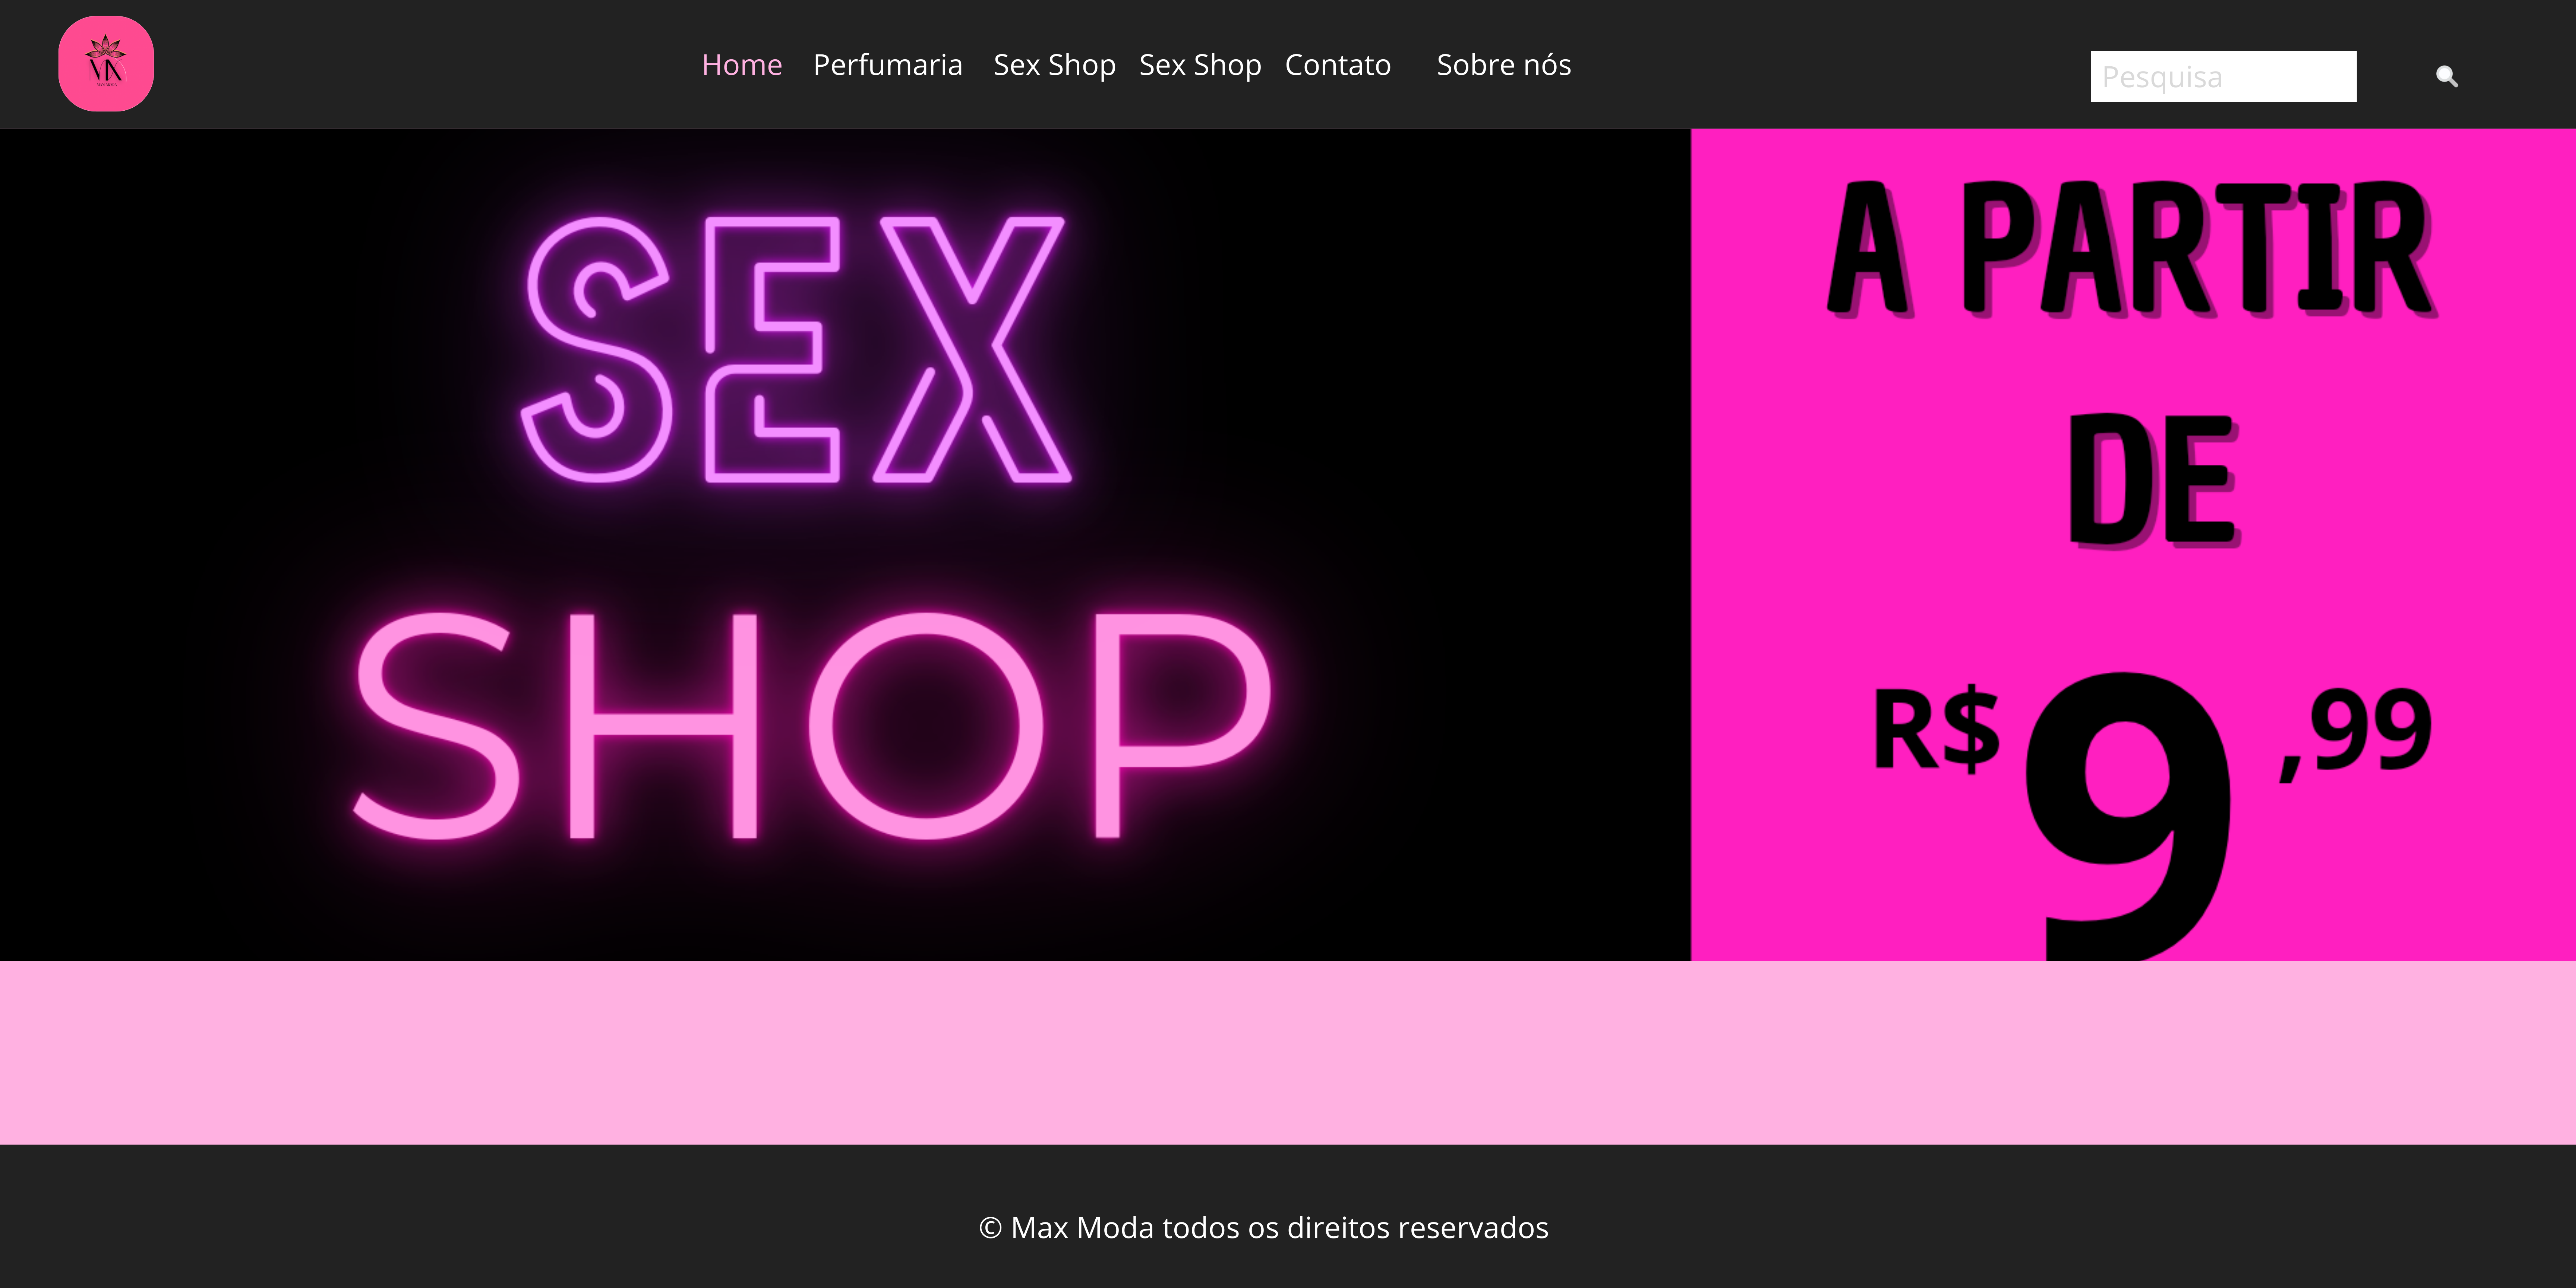 Home Perfumaria Sex Shop Sex Shop Contato Sobre nós
Pesquisa
SEX
SHOP
A PARTIR
DE
R$ 9 ,99
© Max Moda todos os direitos reservados